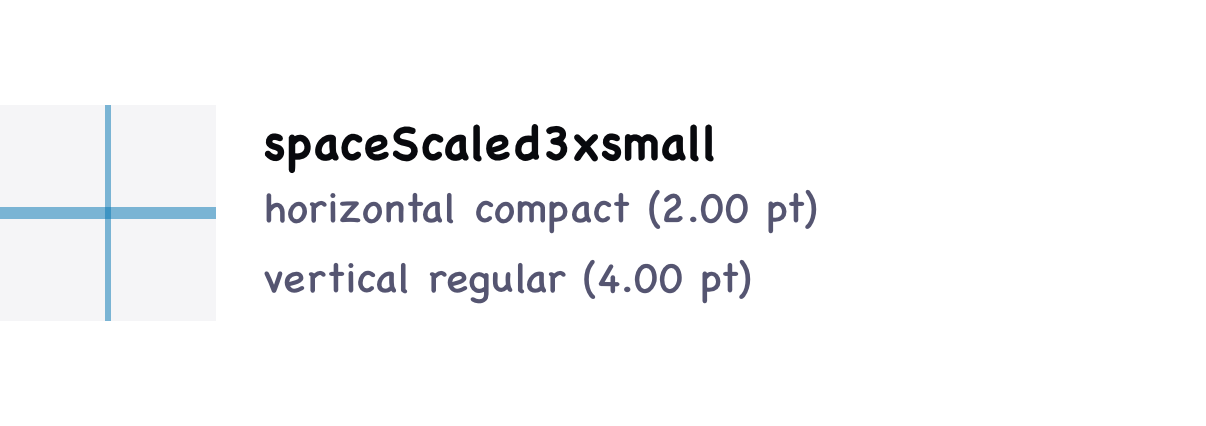 spaceScaled3xsmall
horizontal compact (2.00 pt)
vertical regular (4.00 pt)